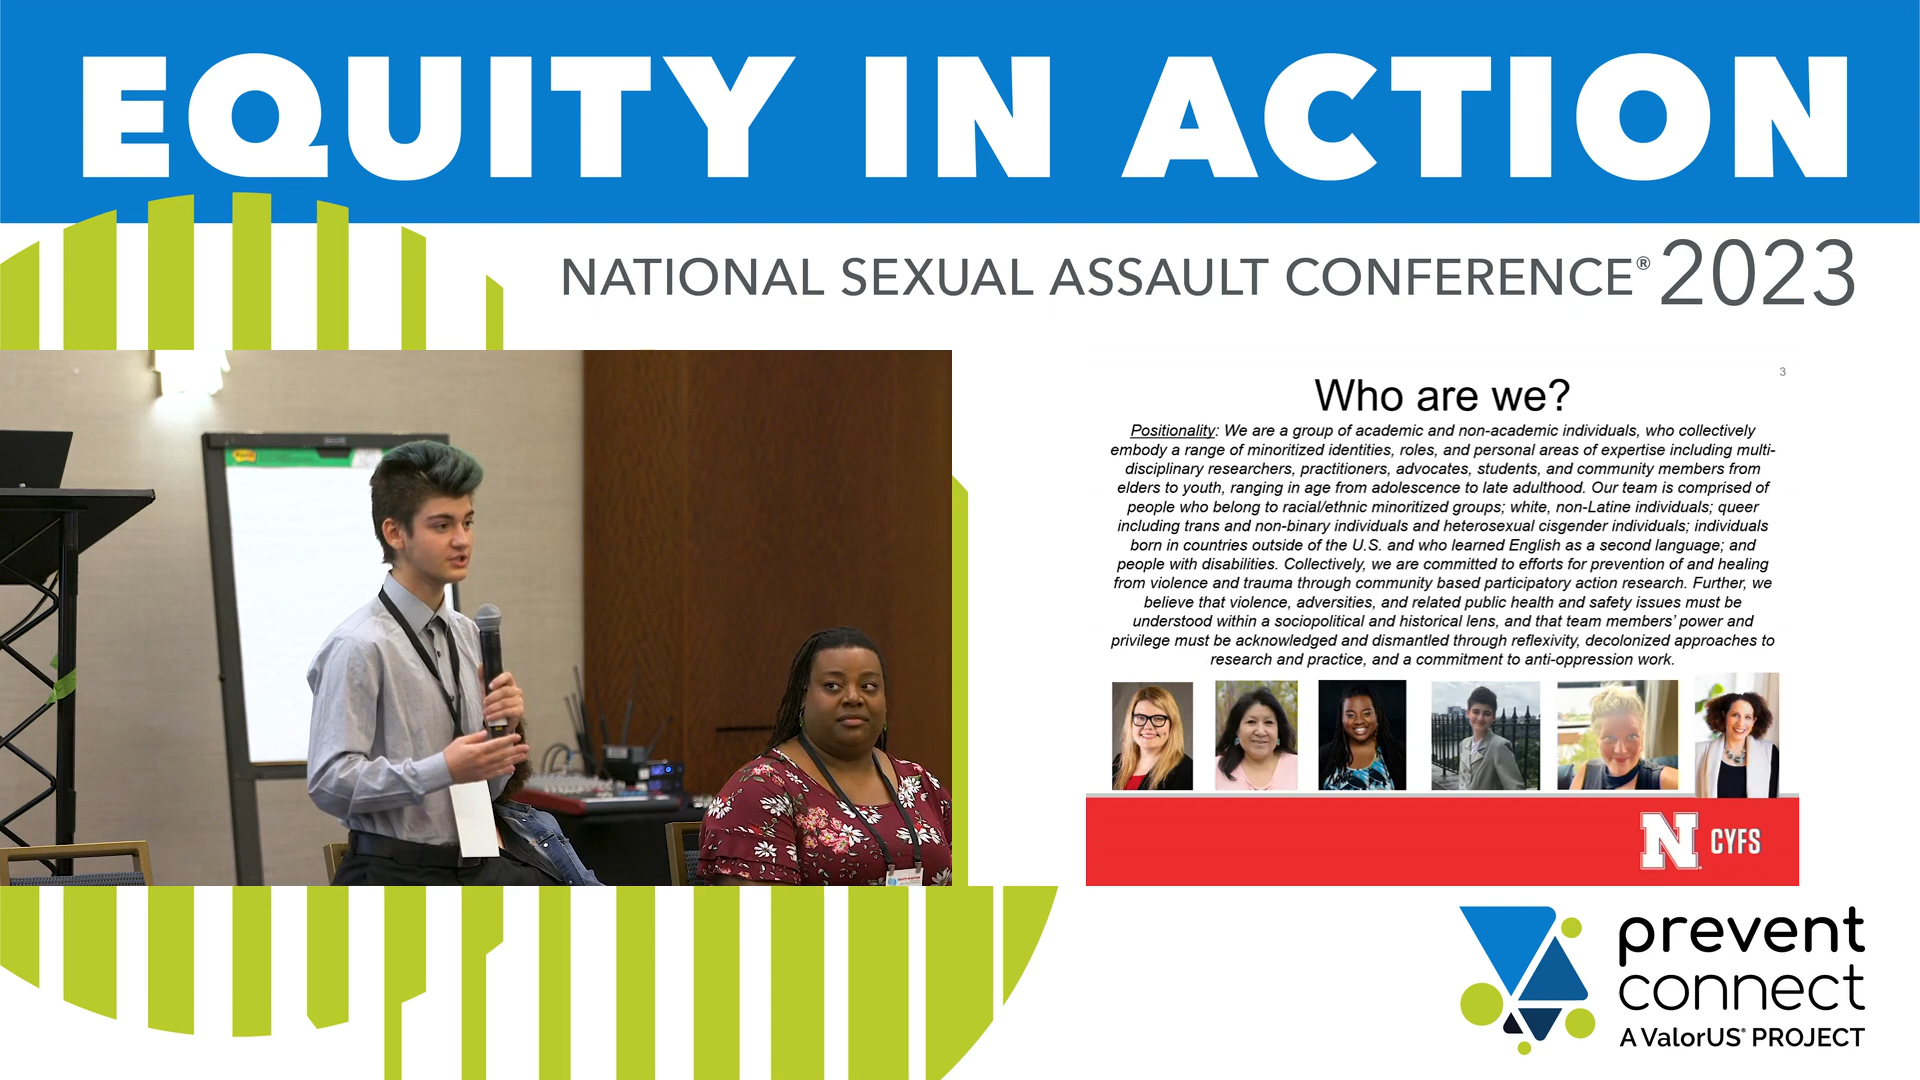 EQUITY IN ACTION
NATIONAL SEXUAL ASSAULT CONFERENCE® 2023
3
Who are we?
Positionality: We are a group of academic and non-academic individuals, who collectively
embody a range of minoritized identities, roles, and personal areas of expertise including multi-
disciplinary researchers, practitioners, advocates, students, and community members from
elders to youth, ranging in age from adolescence to late adulthood. Our team is comprised of
people who belong to racial/ethnic minoritized groups; white, non-Latine individuals; queer
including trans and non-binary individuals and heterosexual cisgender individuals; individuals
born in countries outside of the U.S. and who learned English as a second language; and
people with disabilities. Collectively, we are committed to efforts for prevention of and healing
from violence and trauma through community based participatory action research. Further, we
believe that violence, adversities, and related public health and safety issues must be
understood within a sociopolitical and historical lens, and that team members' power and
privilege must be acknowledged and dismantled through reflexivity, decolonized approaches to
research and practice, and a commitment to anti-oppression work.
N CYFS
prevent
connect
A ValorUS® PROJECT